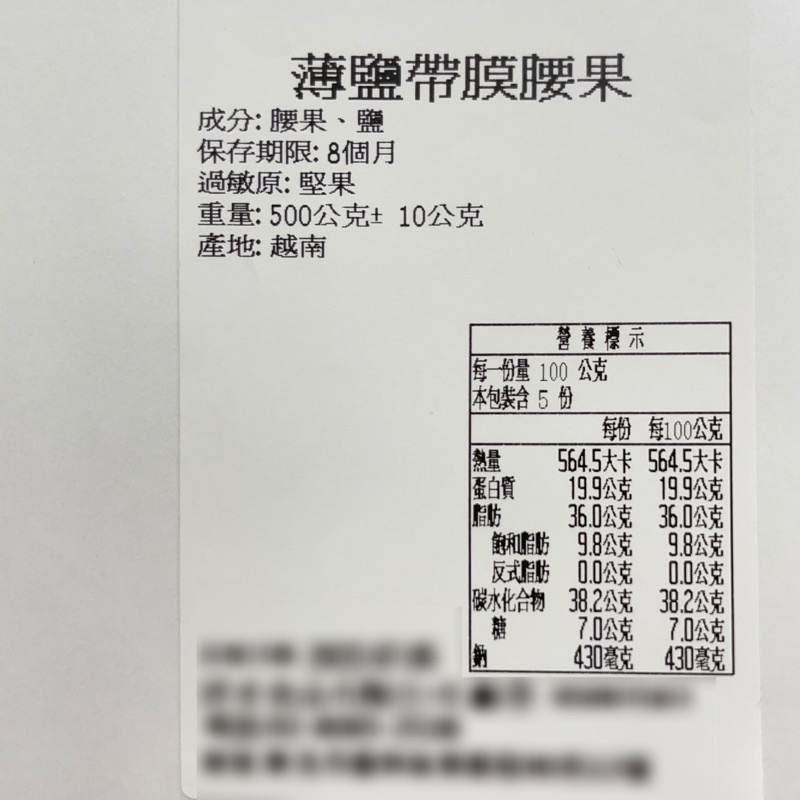 薄鹽帶膜腰果
成分: 腰果、鹽
保存期限: 8個月
過敏原: 堅果
重量: 500公克± 10公克
產地: 越南
營養標示
每一份量 100 公克
本包裝含 5 份
每份 每100公克
熱量 564.5大卡 564.5大卡
蛋白質 19.9公克 19.9公克
脂肪 36.0公克 36.0公克
飽和脂肪 9.8公克 9.8公克
反式脂肪 0.0公克 0.0公克
碳水化合物 38.2公克 38.2公克
糖 7.0公克 7.0公克
鈉 430毫克 430毫克